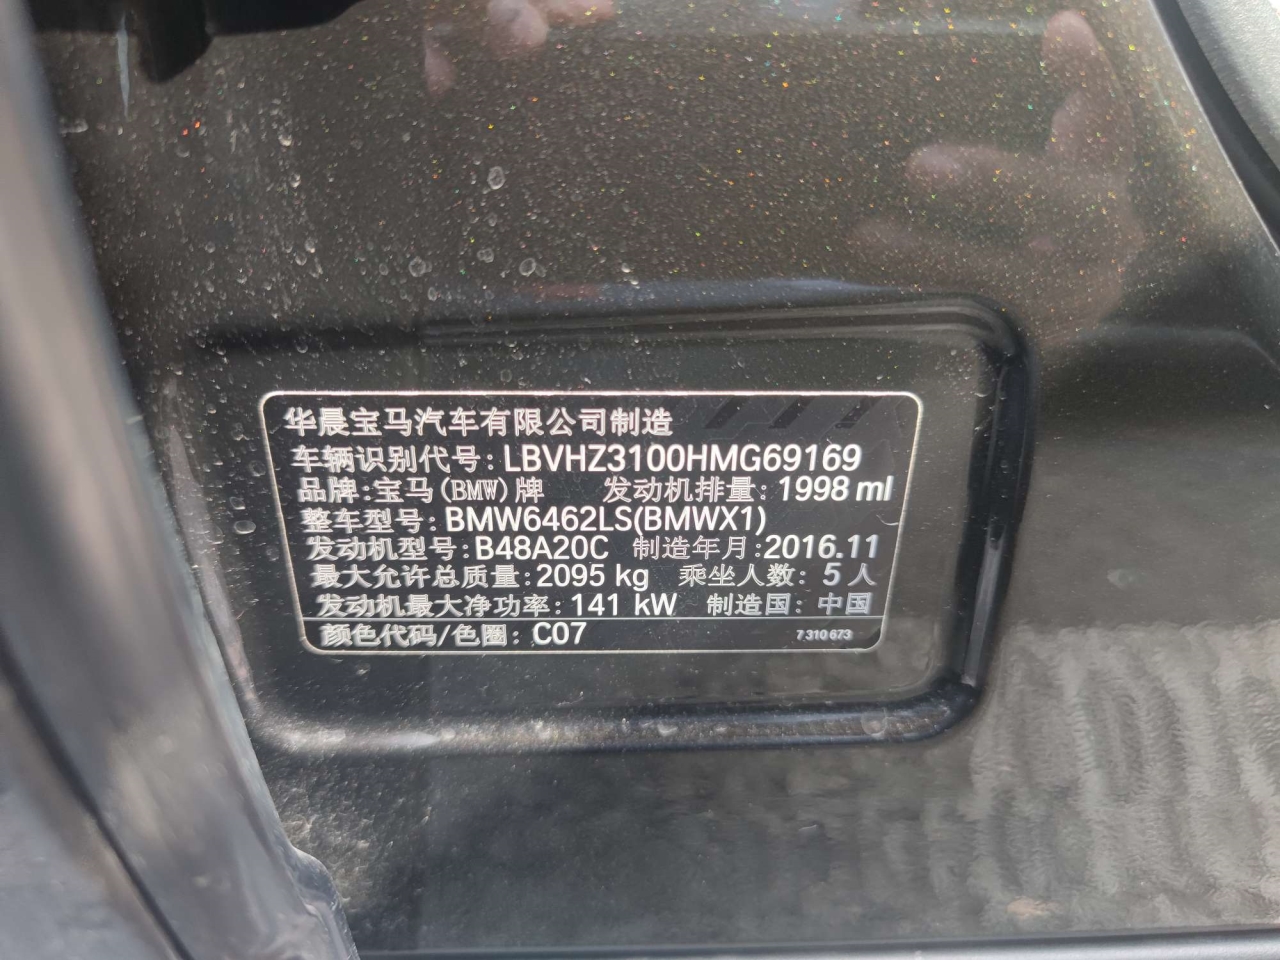 华晨宝马汽车有限公司制造
车辆识别代号: LBVHZ3100HMG69169
品牌: 宝马(BMW)牌 发动机排量: 1998 ml
整车型号: BMW6462LS(BMWX1)
发动机型号: B48A20C 制造年月: 2016.11
最大允许总质量: 2095 kg 乘坐人数: 5人
发动机最大净功率: 141 kW 制造国: 中国
颜色代码/色圈: C07 7 310 673